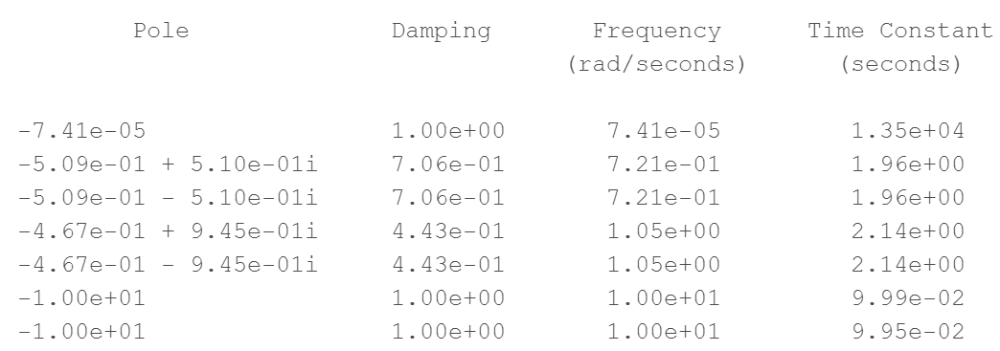 Pole Damping Frequency Time Constant
(rad/seconds) (seconds)
-7.41e-05 1.00e+00 7.41e-05 1.35e+04
-5.09e-01 + 5.10e-01i 7.06e-01 7.21e-01 1.96e+00
-5.09e-01 - 5.10e-01i 7.06e-01 7.21e-01 1.96e+00
-4.67e-01 + 9.45e-01i 4.43e-01 1.05e+00 2.14e+00
-4.67e-01 - 9.45e-01i 4.43e-01 1.05e+00 2.14e+00
-1.00e+01 1.00e+00 1.00e+01 9.99e-02
-1.00e+01 1.00e+00 1.00e+01 9.95e-02